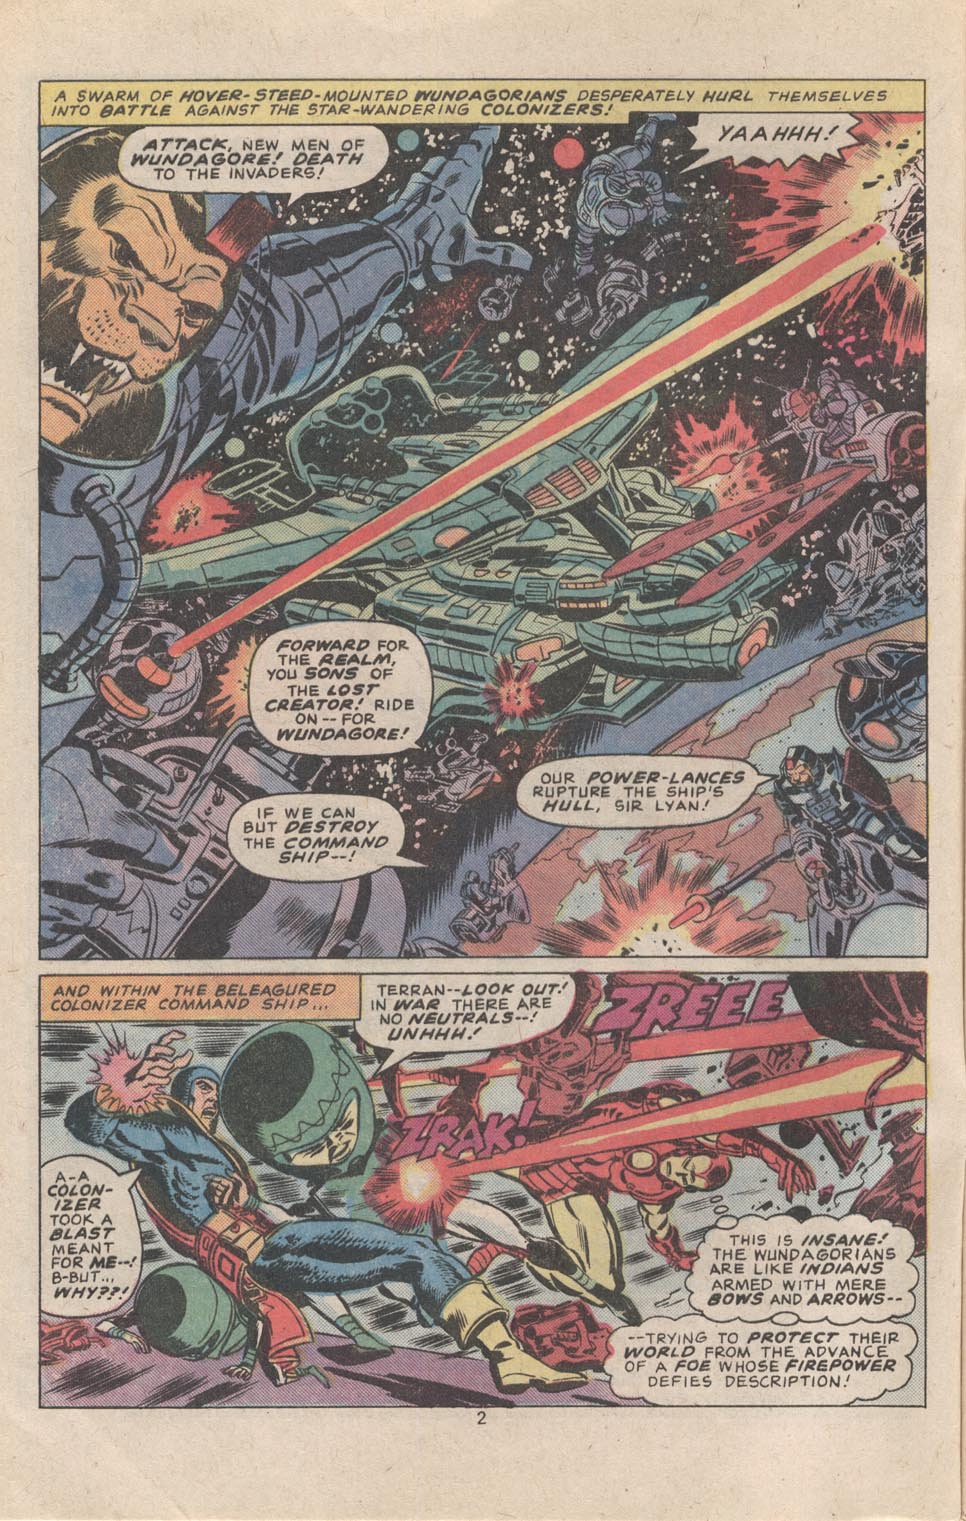 A SWARM OF HOVER-STEED-MOUNTED WUNDAGORIANS DESPERATELY HURL THEMSELVES
INTO BATTLE AGAINST THE STAR-WANDERING COLONIZERS!
ATTACK, NEW MEN OF
WUNDAGORE! DEATH
TO THE INVADERS!
YAAHHH!
FORWARD FOR
THE REALM,
YOU SONS OF
THE LOST
CREATOR! RIDE
ON--FOR
WUNDAGORE!
OUR POWER-LANCES
RUPTURE THE SHIP'S
HULL, SIR LYAN!
IF WE CAN
BUT DESTROY
THE COMMAND
SHIP--!
AND WITHIN THE BELEAGURED
COLONIZER COMMAND SHIP...
TERRAN--LOOK OUT!
IN WAR THERE ARE
NO NEUTRALS--!
UNHHH!
ZREEE
ZRAK!
A-A
COLON-
IZER
TOOK A
BLAST
MEANT
FOR ME--!
B-BUT...
WHY??!
THIS IS INSANE!
THE WUNDAGORIANS
ARE LIKE INDIANS
ARMED WITH MERE
BOWS AND ARROWS--
--TRYING TO PROTECT THEIR
WORLD FROM THE ADVANCE
OF A FOE WHOSE FIREPOWER
DEFIES DESCRIPTION!
2